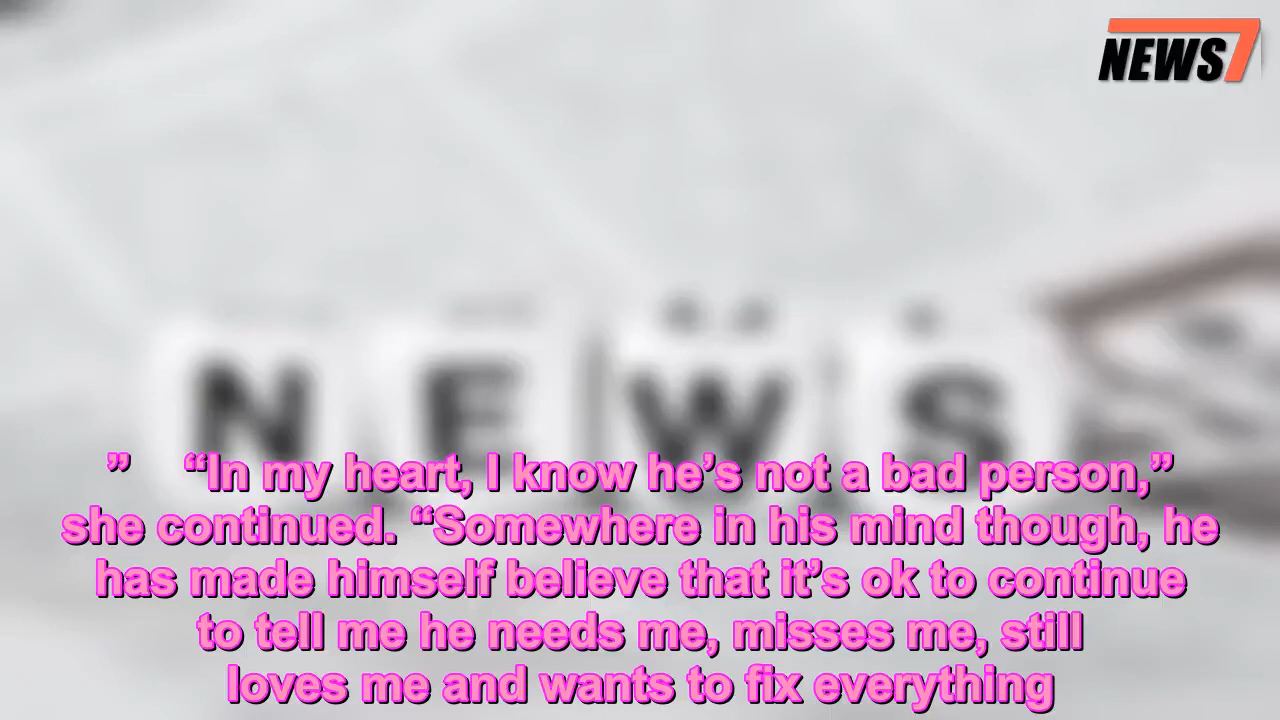 NEWS7
NEWS
” “In my heart, I know he’s not a bad person,”
she continued. “Somewhere in his mind though, he
has made himself believe that it’s ok to continue
to tell me he needs me, misses me, still
loves me and wants to fix everything